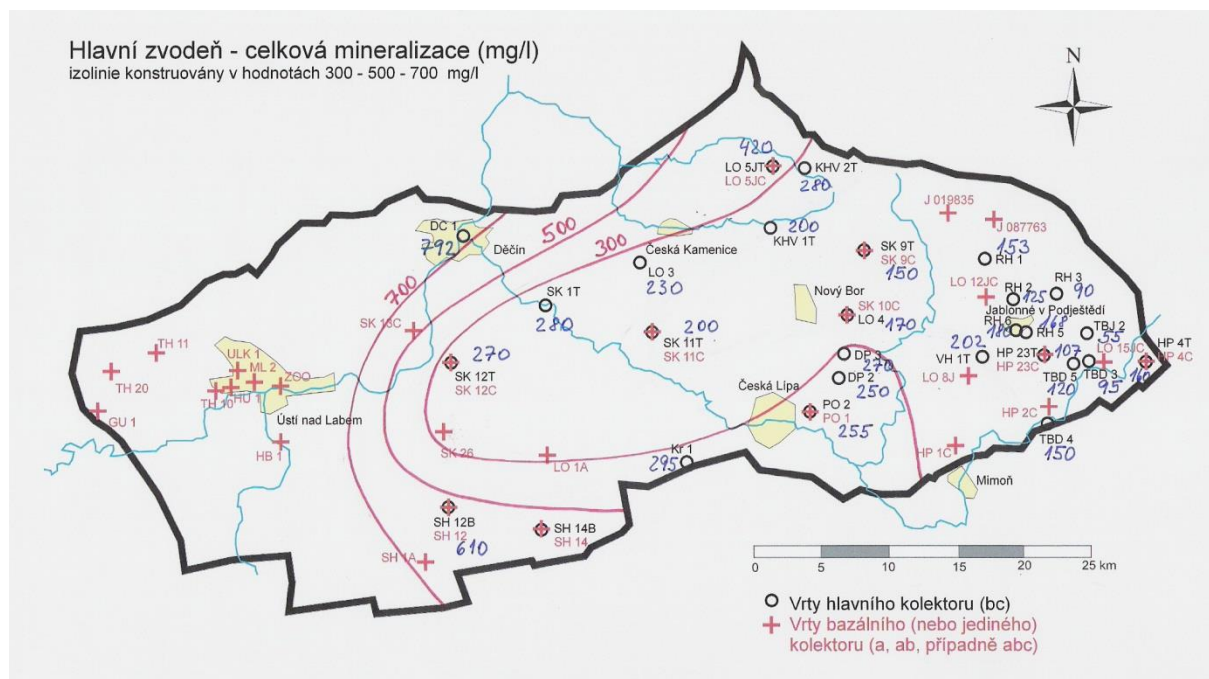 Hlavní zvodeň - celková mineralizace (mg/l)
izolinie konstruovány v hodnotách 300 - 500 - 700 mg/l
N
480
LO 5JT
KHV 2T
LO 5JC
280
J 019835
J 087763
DC 1
792
Děčín
500
300
700
KHV 1T
200
Česká Kamenice
LO 3
230
SK 9T
SK 9C
150
153
RH 1
LO 12JC
RH 3
90
RH 2
125
SK 1T
280
Nový Bor
SK 10C
LO 4
170
Jablonné v Podještědí
RH 6
180
168
RH 5
TBJ 2
55
SK 13C
200
SK 11T
SK 11C
TH 11
ULK 1
ML 2
ZOO
TH 20
TH 10
HU 1
GU 1
Ústí nad Labem
HB 1
270
SK 12T
SK 12C
DP 3
270
DP 2
250
202
VH 1T
HP 23T
HP 23C
107
LO 15JC
HP 4T
HP 4C
160
TBD 3
95
TBD 5
120
LO 8J
Česká Lípa
PO 2
PO 1
255
HP 2C
TBD 4
150
HP 1C
Mimoň
SK 26
LO 1A
Kř 1
295
SH 12B
SH 12
610
SH 14B
SH 14
SH 1A
0 5 10 15 20 25 km
Vrty hlavního kolektoru (bc)
Vrty bazálního (nebo jediného)
kolektoru (a, ab, případně abc)